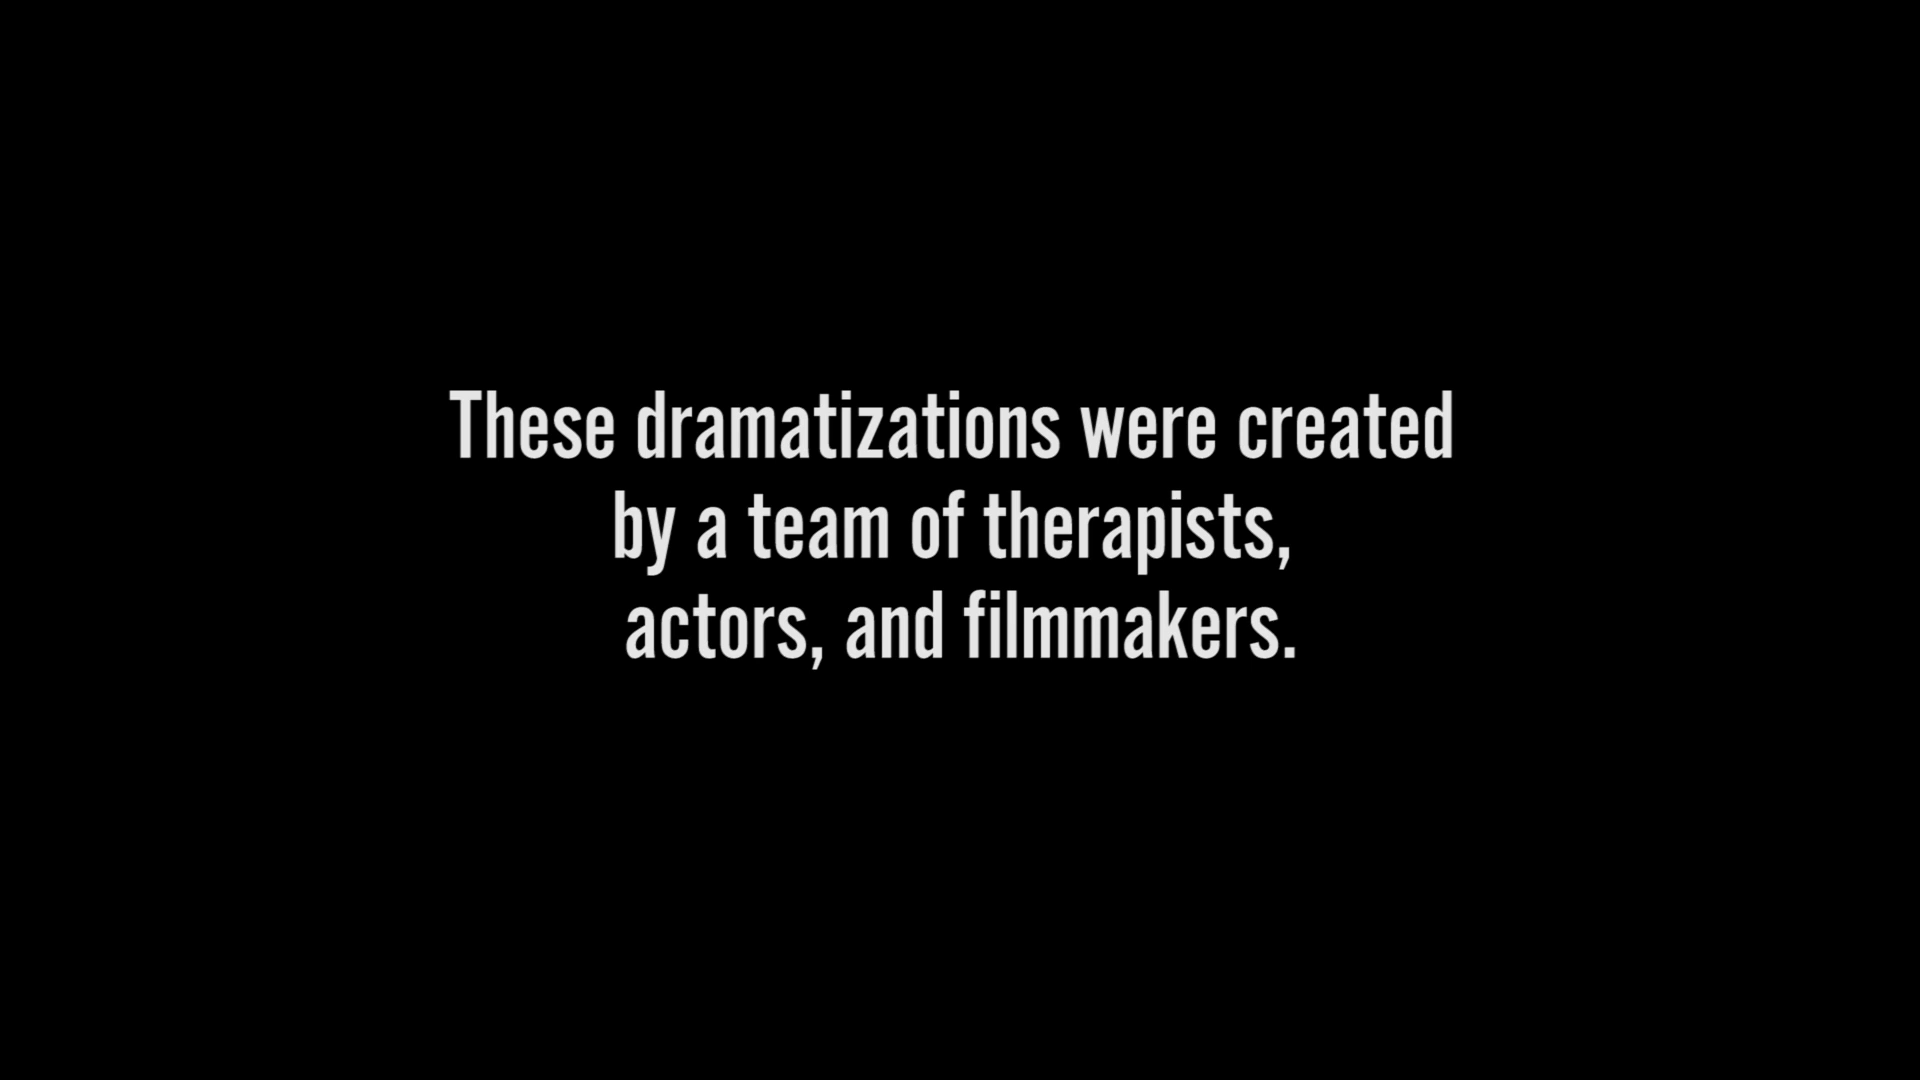 These dramatizations were created
by a team of therapists,
actors, and filmmakers.